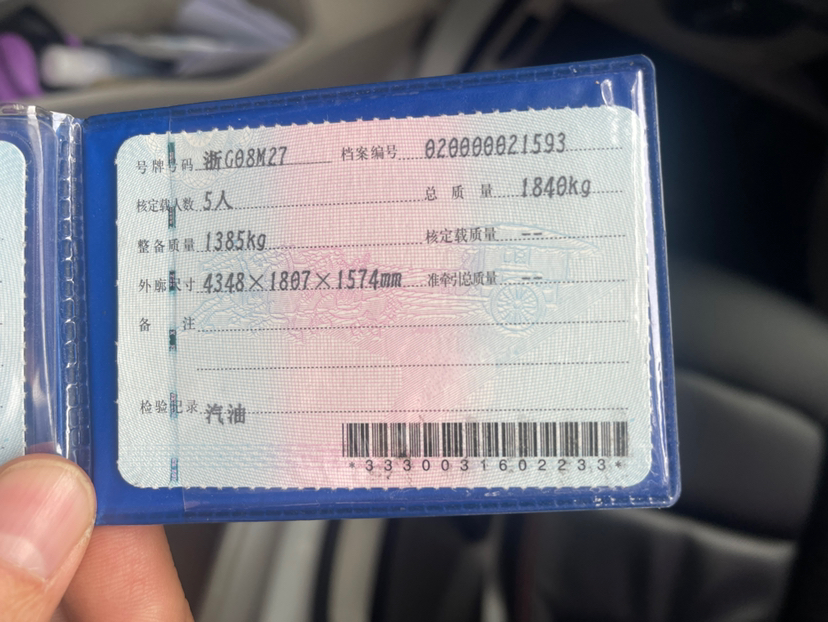 号牌号码 浙G08M27 档案编号 020000021593
核定载人数 5人 总质量 1840kg
整备质量 1385kg 核定载质量 --
外廓尺寸 4348×1807×1574mm 准牵引总质量 --
备注
检验记录 汽油
*3330031602233*